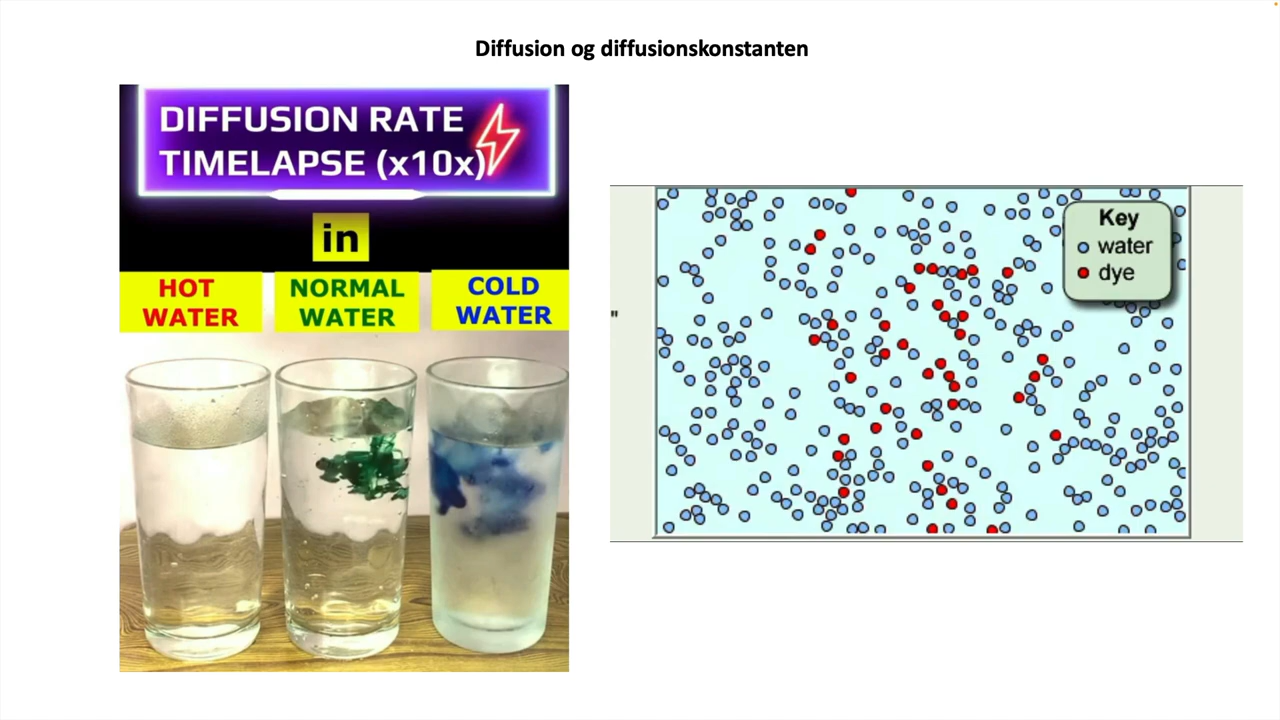 Diffusion og diffusionskonstanten
DIFFUSION RATE
TIMELAPSE (x10x)
in
HOT
WATER
NORMAL
WATER
COLD
WATER
"
Key
water
dye